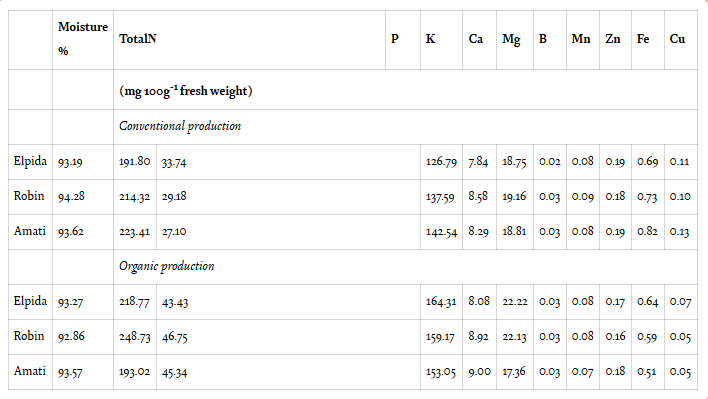 Moisture % TotalN P K Ca Mg B Mn Zn Fe Cu
(mg 100g-1 fresh weight)
Conventional production
Elpida 93.19 191.80 33.74 126.79 7.84 18.75 0.02 0.08 0.19 0.69 0.11
Robin 94.28 214.32 29.18 137.59 8.58 19.16 0.03 0.09 0.18 0.73 0.10
Amati 93.62 223.41 27.10 142.54 8.29 18.81 0.03 0.08 0.19 0.82 0.13
Organic production
Elpida 93.27 218.77 43.43 164.31 8.08 22.22 0.03 0.08 0.17 0.64 0.07
Robin 92.86 248.73 46.75 159.17 8.92 22.13 0.03 0.08 0.16 0.59 0.05
Amati 93.57 193.02 45.34 153.05 9.00 17.36 0.03 0.07 0.18 0.51 0.05